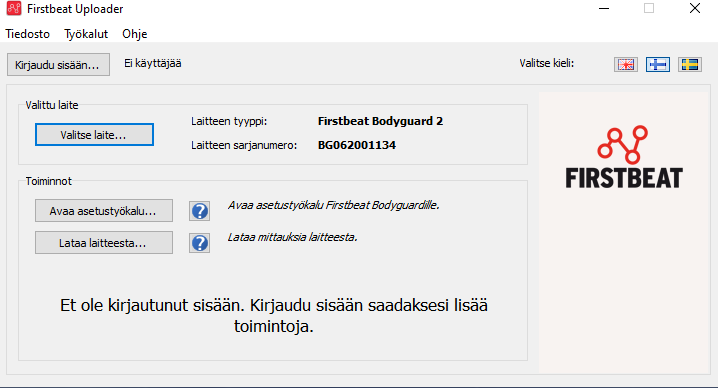 Firstbeat Uploader
Tiedosto Työkalut Ohje
Kirjaudu sisään... Ei käyttäjää Valitse kieli:
Valittu laite
Valitse laite... Laitteen tyyppi: Firstbeat Bodyguard 2
Laitteen sarjanumero: BG062001134
Toiminnot
Avaa asetustyökalu... ? Avaa asetustyökalu Firstbeat Bodyguardille.
Lataa laitteesta... ? Lataa mittauksia laitteesta.
Et ole kirjautunut sisään. Kirjaudu sisään saadaksesi lisää
toimintoja.
FIRSTBEAT